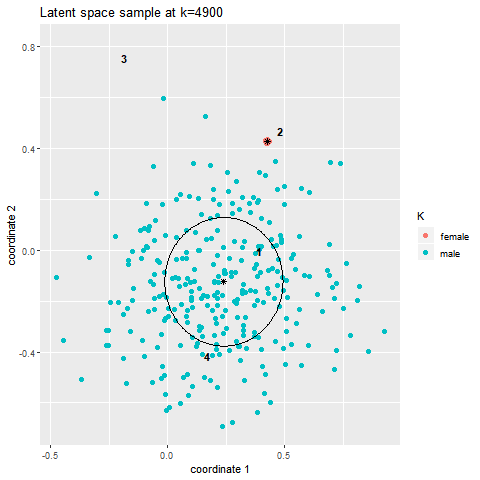 Latent space sample at k=4900
3
2
1
4
0.8
0.4
0.0
-0.4
-0.5
0.0
0.5
coordinate 1
coordinate 2
K
female
male